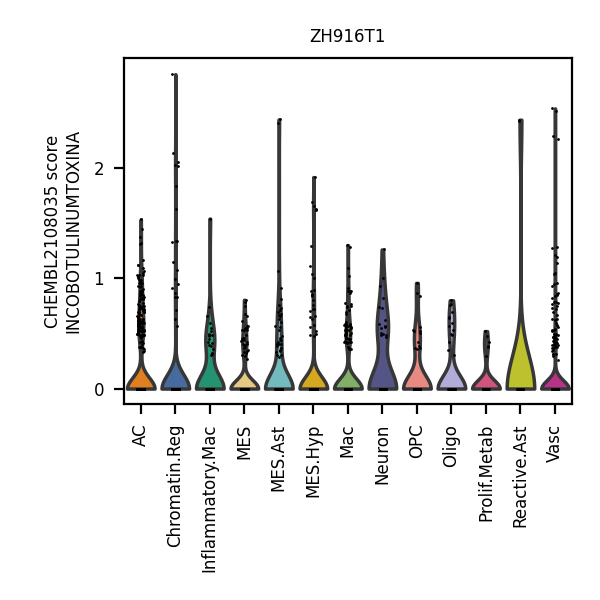 ZH916T1
CHEMBL2108035 score
INCOBOTULINUMTOXINA
2
1
0
AC
Chromatin.Reg
Inflammatory.Mac
MES
MES.Ast
MES.Hyp
Mac
Neuron
OPC
Oligo
Prolif.Metab
Reactive.Ast
Vasc